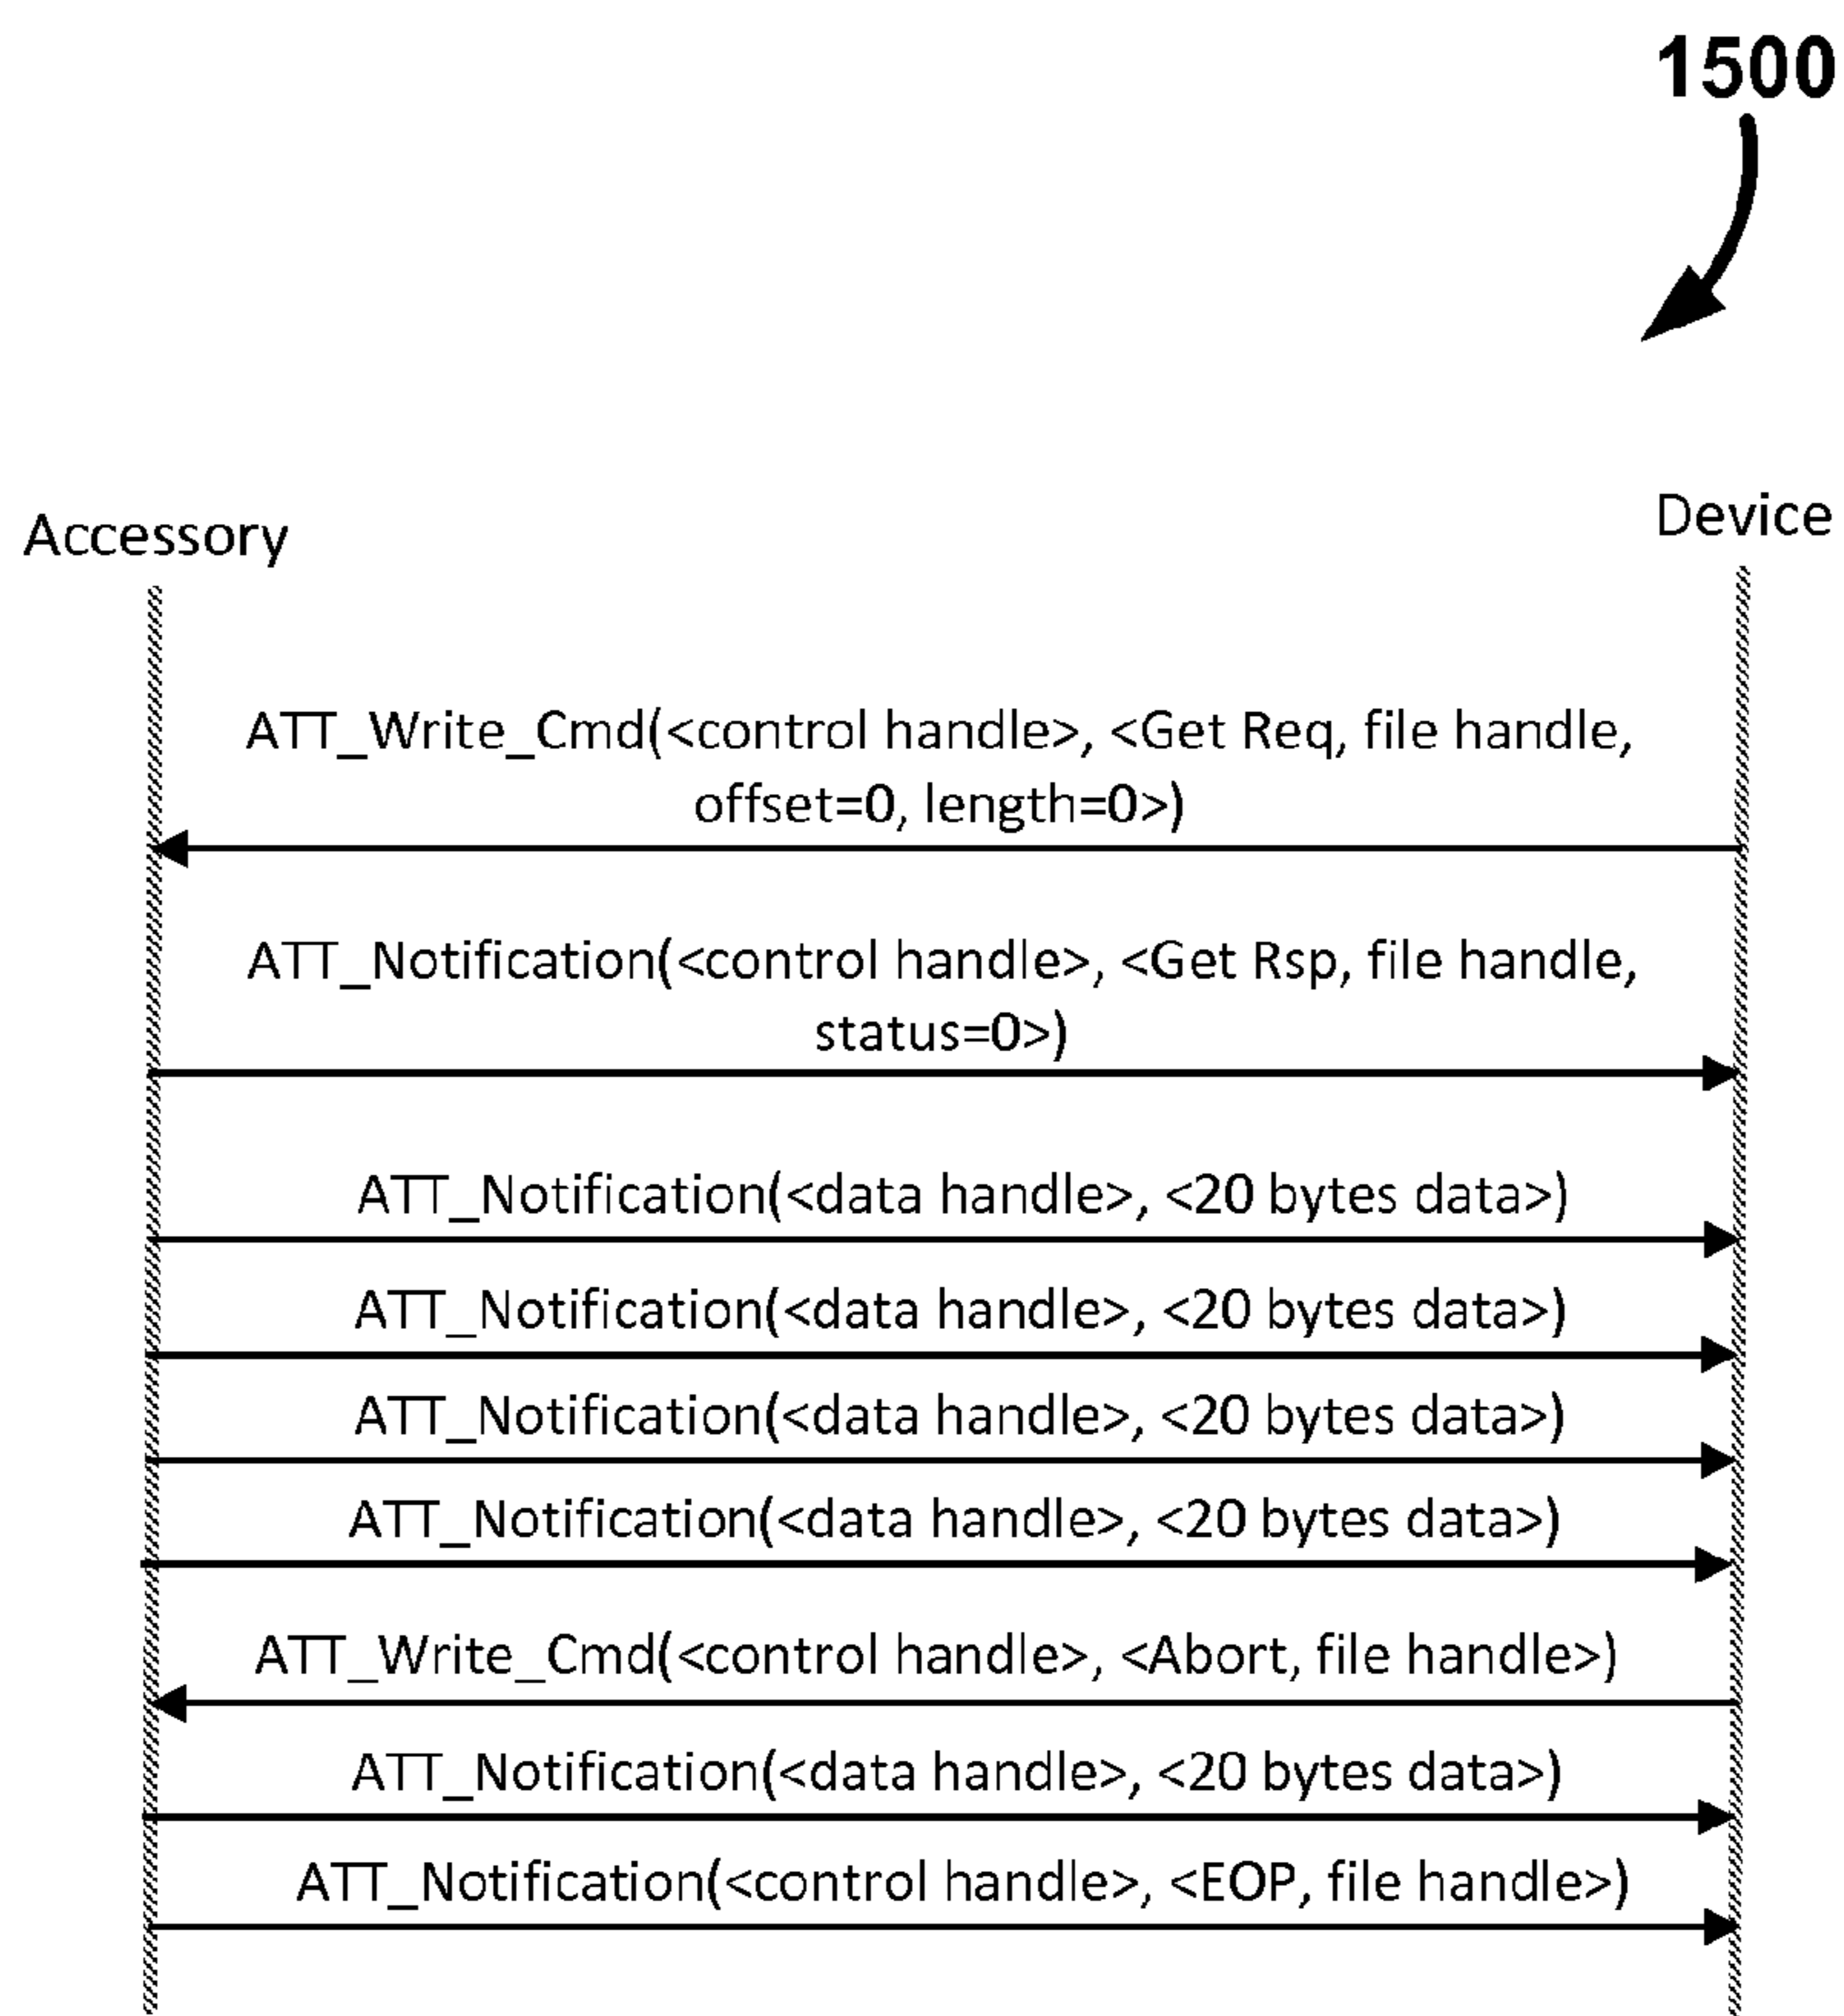 1500
Accessory
Device
ATT_Write_Cmd(<control handle>, <Get Req, file handle,
offset=0, length=0>)
ATT_Notification(<control handle>, <Get Rsp, file handle,
status=0>)
ATT_Notification(<data handle>, <20 bytes data>)
ATT_Notification(<data handle>, <20 bytes data>)
ATT_Notification(<data handle>, <20 bytes data>)
ATT_Notification(<data handle>, <20 bytes data>)
ATT_Write_Cmd(<control handle>, <Abort, file handle>)
ATT_Notification(<data handle>, <20 bytes data>)
ATT_Notification(<control handle>, <EOP, file handle>)